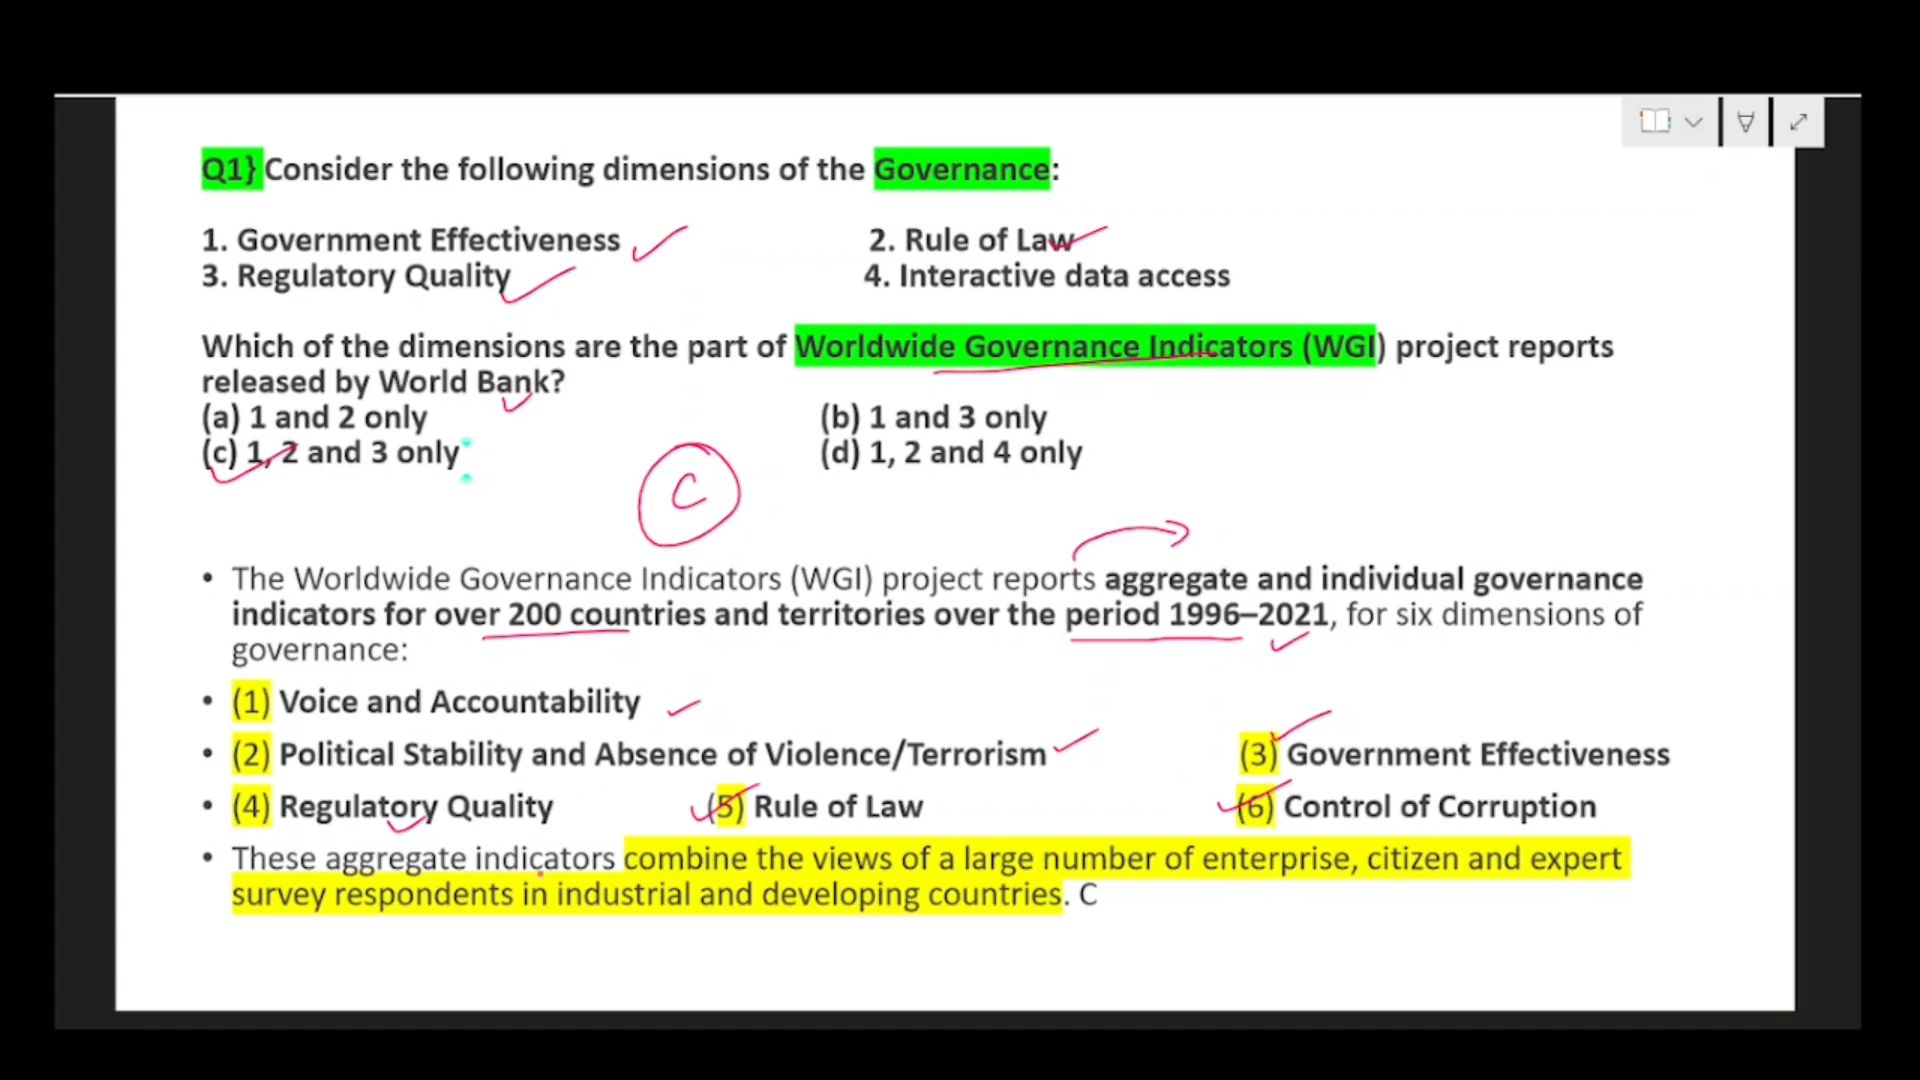 Q1} Consider the following dimensions of the Governance:
1. Government Effectiveness 2. Rule of Law
3. Regulatory Quality 4. Interactive data access
Which of the dimensions are the part of Worldwide Governance Indicators (WGI) project reports
released by World Bank?
(a) 1 and 2 only (b) 1 and 3 only
(c) 1, 2 and 3 only (d) 1, 2 and 4 only
C
• The Worldwide Governance Indicators (WGI) project reports aggregate and individual governance
indicators for over 200 countries and territories over the period 1996–2021, for six dimensions of
governance:
• (1) Voice and Accountability
• (2) Political Stability and Absence of Violence/Terrorism (3) Government Effectiveness
• (4) Regulatory Quality (5) Rule of Law (6) Control of Corruption
• These aggregate indicators combine the views of a large number of enterprise, citizen and expert
survey respondents in industrial and developing countries. C